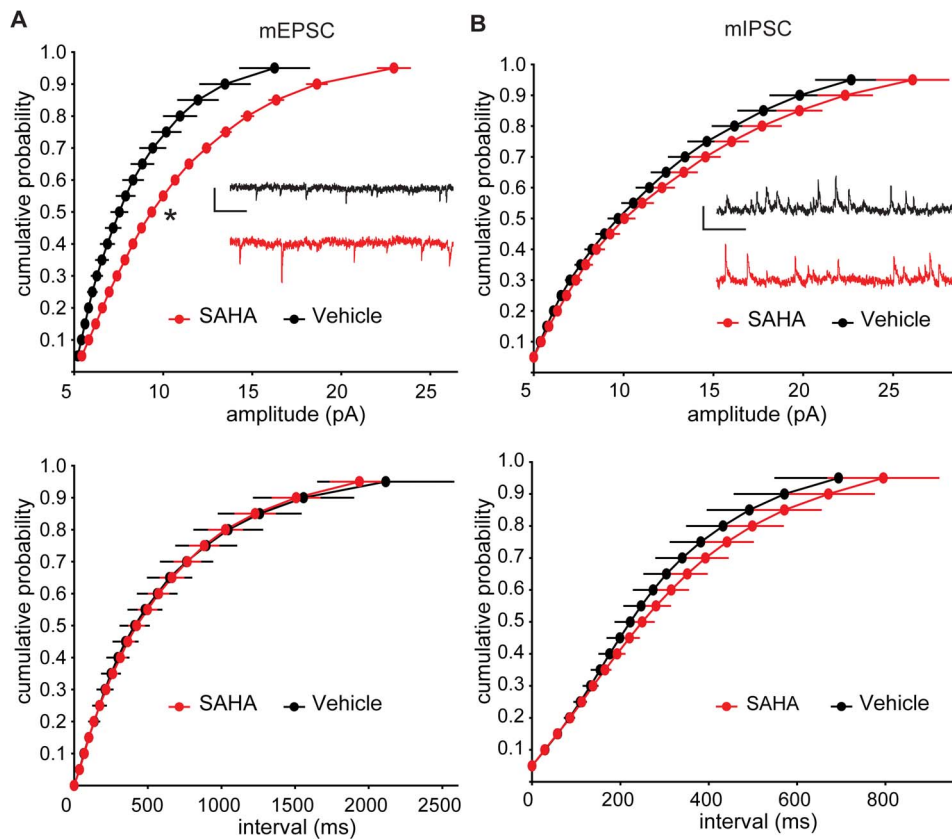 A
mEPSC
cumulative probability
1.0
0.9
0.8
0.7
0.6
0.5
0.4
0.3
0.2
0.1
*
SAHA Vehicle
5 10 15 20 25
amplitude (pA)
B
mIPSC
cumulative probability
1.0
0.9
0.8
0.7
0.6
0.5
0.4
0.3
0.2
0.1
SAHA Vehicle
5 10 15 20 25
amplitude (pA)
cumulative probability
1.0
0.9
0.8
0.7
0.6
0.5
0.4
0.3
0.2
0.1
SAHA Vehicle
0 500 1000 1500 2000 2500
interval (ms)
cumulative probability
1.0
0.9
0.8
0.7
0.6
0.5
0.4
0.3
0.2
0.1
SAHA Vehicle
0 200 400 600 800
interval (ms)